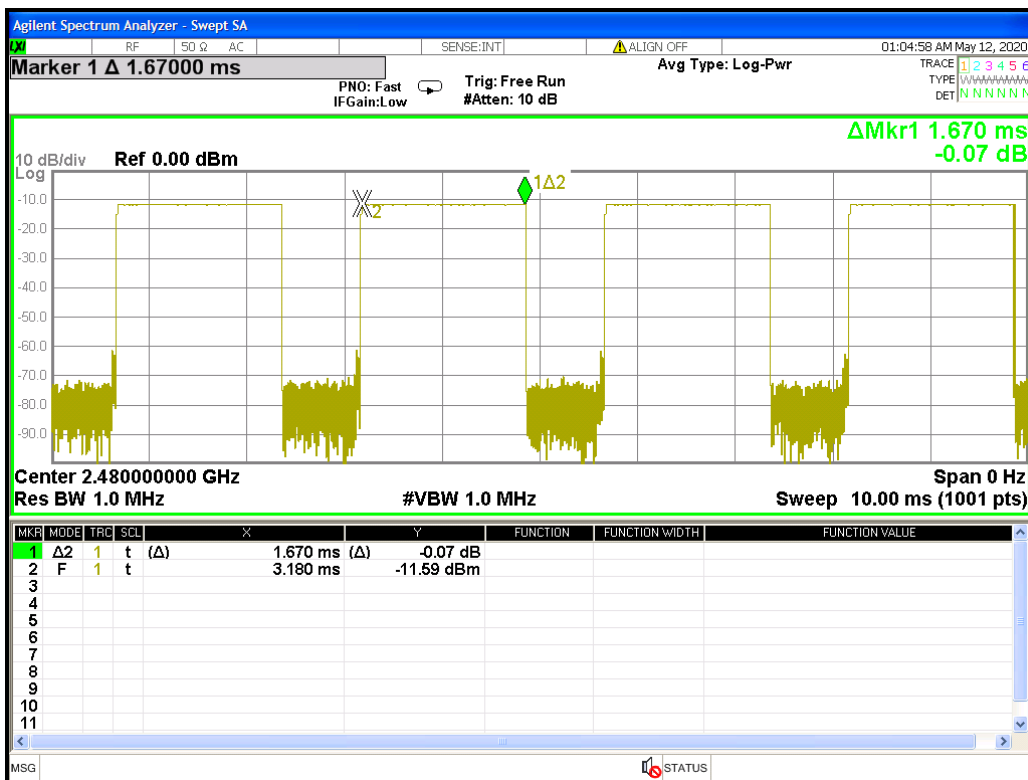 Agilent Spectrum Analyzer - Swept SA
LXI RF 50 Ω AC SENSE:INT ALIGN OFF 01:04:58 AM May 12, 2020
Marker 1 Δ 1.67000 ms
PNO: Fast
IFGain:Low
Trig: Free Run
#Atten: 10 dB
Avg Type: Log-Pwr
TRACE 1 2 3 4 5 6
TYPE WWWWWW
DET N N N N N N
ΔMkr1 1.670 ms
-0.07 dB
10 dB/div Ref 0.00 dBm
Log
-10.0
-20.0
-30.0
-40.0
-50.0
-60.0
-70.0
-80.0
-90.0
2
1Δ2
Center 2.480000000 GHz Span 0 Hz
Res BW 1.0 MHz #VBW 1.0 MHz Sweep 10.00 ms (1001 pts)
MKR MODE TRC SCL X Y FUNCTION FUNCTION WIDTH FUNCTION VALUE
1 Δ2 1 t (Δ) 1.670 ms (Δ) -0.07 dB
2 F 1 t 3.180 ms -11.59 dBm
3
4
5
6
7
8
9
10
11
MSG STATUS